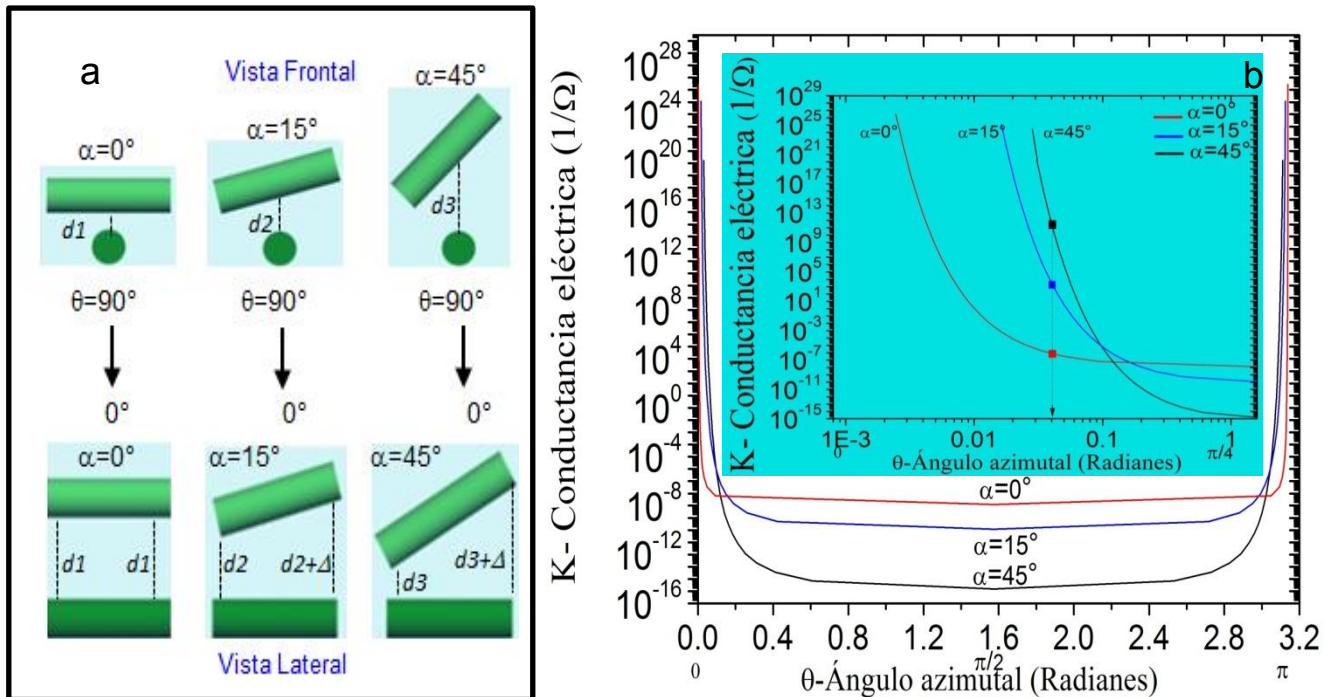 a
Vista Frontal
α=0°
α=15°
α=45°
d1
d2
d3
θ=90°
θ=90°
θ=90°
0°
0°
0°
α=0°
α=15°
α=45°
d1
d1
d2
d2+Δ
d3
d3+Δ
Vista Lateral
b
K- Conductancia eléctrica (1/Ω)
10^28
10^24
10^20
10^16
10^12
10^8
10^4
10^0
10^-4
10^-8
10^-12
10^-16
0.0
0.4
0.8
1.2
1.6
2.0
2.4
2.8
3.2
0
π/2
π
θ-Ángulo azimutal (Radianes)
α=0°
α=15°
α=45°
K- Conductancia eléctrica (1/Ω)
10^29
10^25
10^21
10^17
10^13
10^9
10^5
10^1
10^-3
10^-7
10^-11
10^-15
α=0°
α=15°
α=45°
α=0°
α=15°
α=45°
1E-3
0.01
0.1
1
0
π/4
θ-Ángulo azimutal (Radianes)